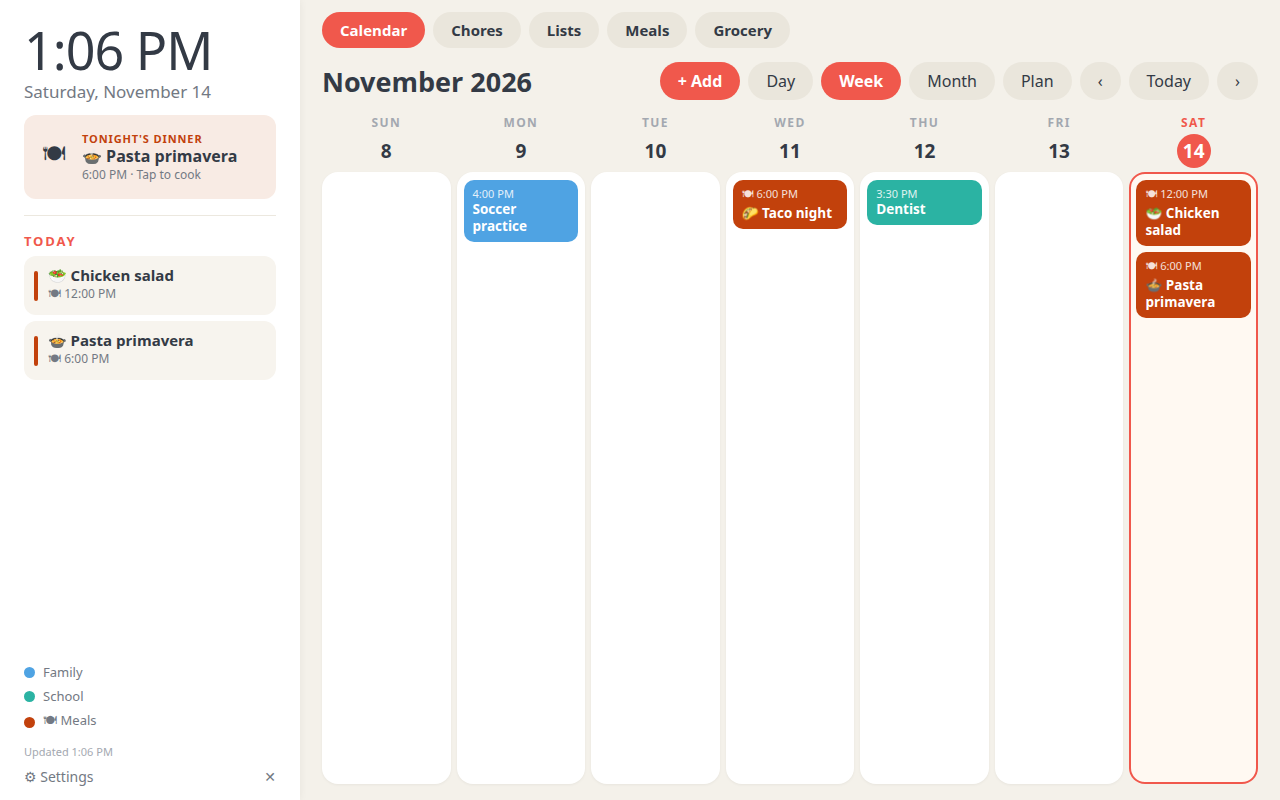 1:06 PM
Saturday, November 14
TONIGHT'S DINNER
🍲 Pasta primavera
6:00 PM · Tap to cook
TODAY
🥗 Chicken salad
🍽 12:00 PM
🍲 Pasta primavera
🍽 6:00 PM
Family
School
🍽 Meals
Updated 1:06 PM
⚙ Settings ✕
Calendar Chores Lists Meals Grocery
November 2026
+ Add Day Week Month Plan ‹ Today ›
SUN MON TUE WED THU FRI SAT
8 9 10 11 12 13 14
4:00 PM
Soccer
practice
🍽 6:00 PM
🌮 Taco night
3:30 PM
Dentist
🍽 12:00 PM
🥗 Chicken
salad
🍽 6:00 PM
🍲 Pasta
primavera